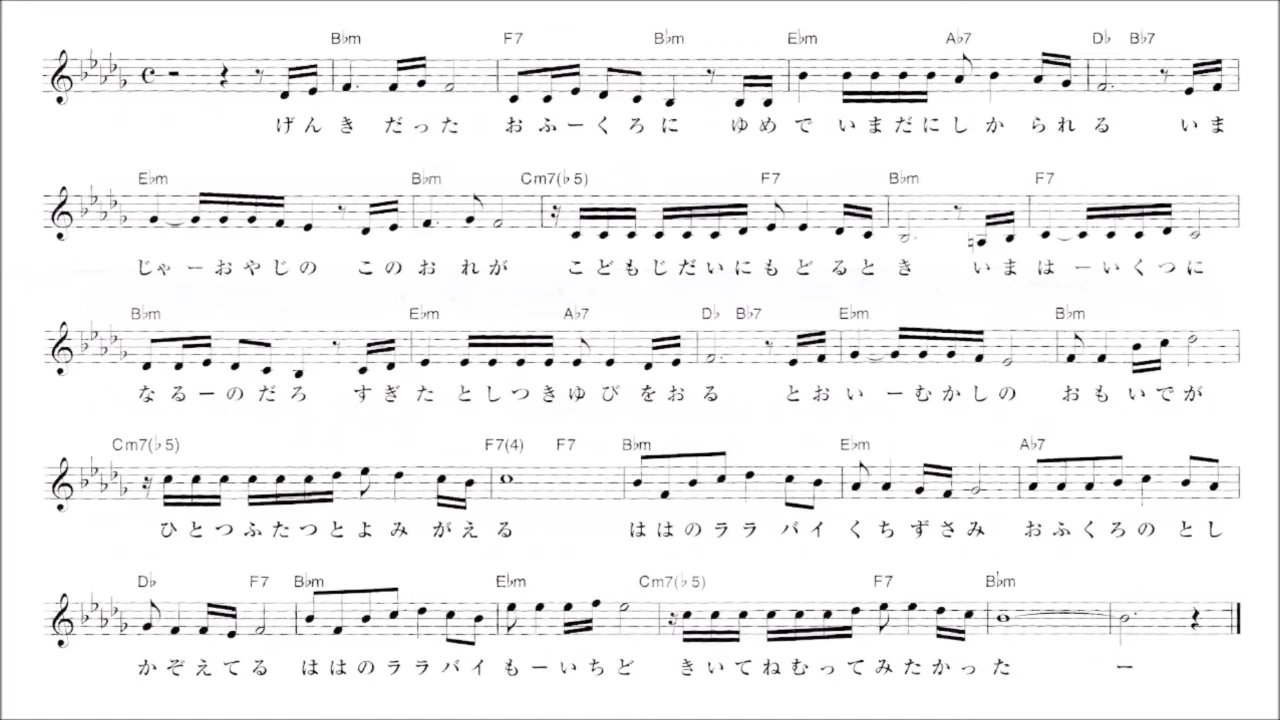 B♭m F7 B♭m E♭m A♭7 D♭ B♭7
げんき だった おふーくろに ゆめで いまだにしか られる いま
E♭m B♭m Cm7(♭5) F7 B♭m F7
じゃーおやじの このおれが こどもじだいにもどるとき いまはーいくつに
B♭m E♭m A♭7 D♭ B♭7 E♭m B♭m
なるーのだろ すぎたとしつきゆびをおる とおいーむかしの おもいでが
Cm7(♭5) F7(4) F7 B♭m E♭m A♭7
ひとつふたつとよみがえる ははのララバイくちずさみ おふくろのとし
D♭ F7 B♭m E♭m Cm7(♭5) F7 B♭m
かぞえてる ははのララバイもーいちど きいてねむってみたかった ー